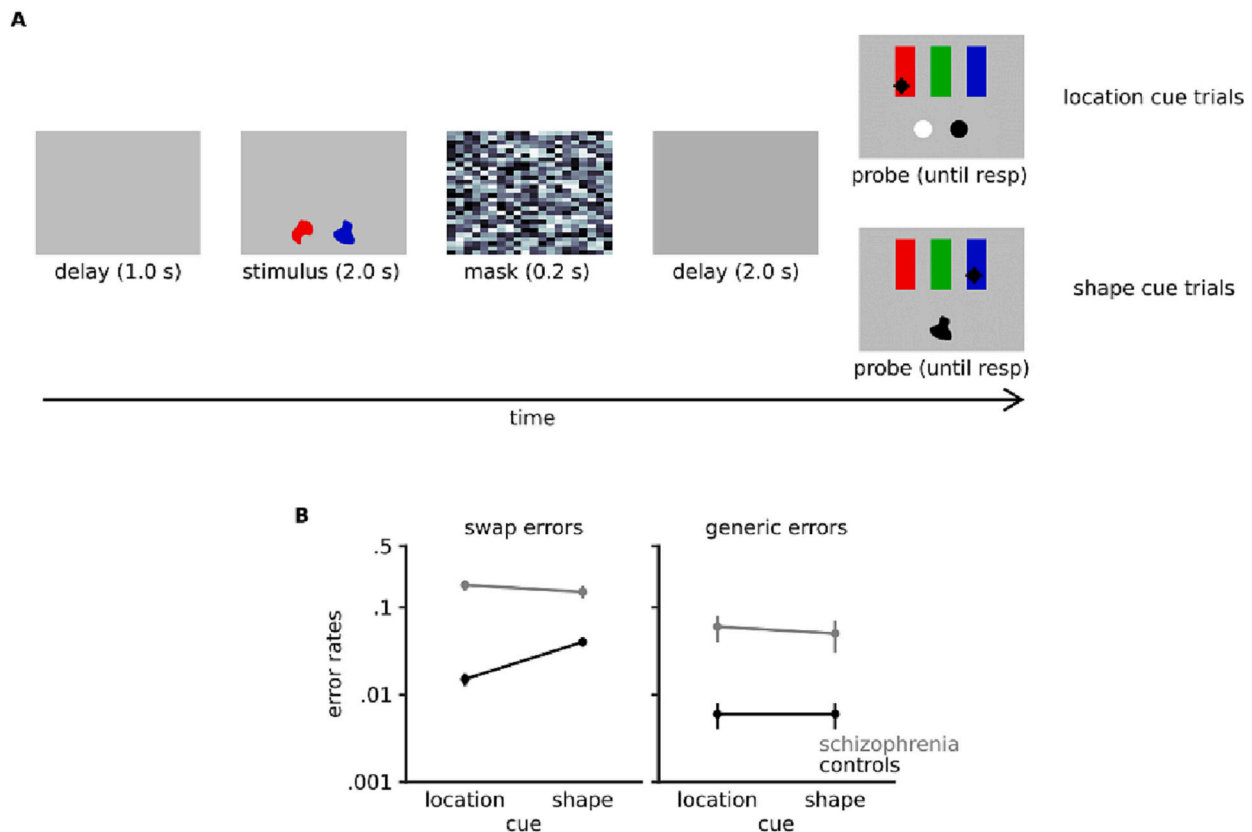 A
location cue trials
probe (until resp)
delay (1.0 s)
stimulus (2.0 s)
mask (0.2 s)
delay (2.0 s)
shape cue trials
probe (until resp)
time
B
swap errors
generic errors
error rates
.5
.1
.01
.001
schizophrenia
controls
location
shape
cue
location
shape
cue